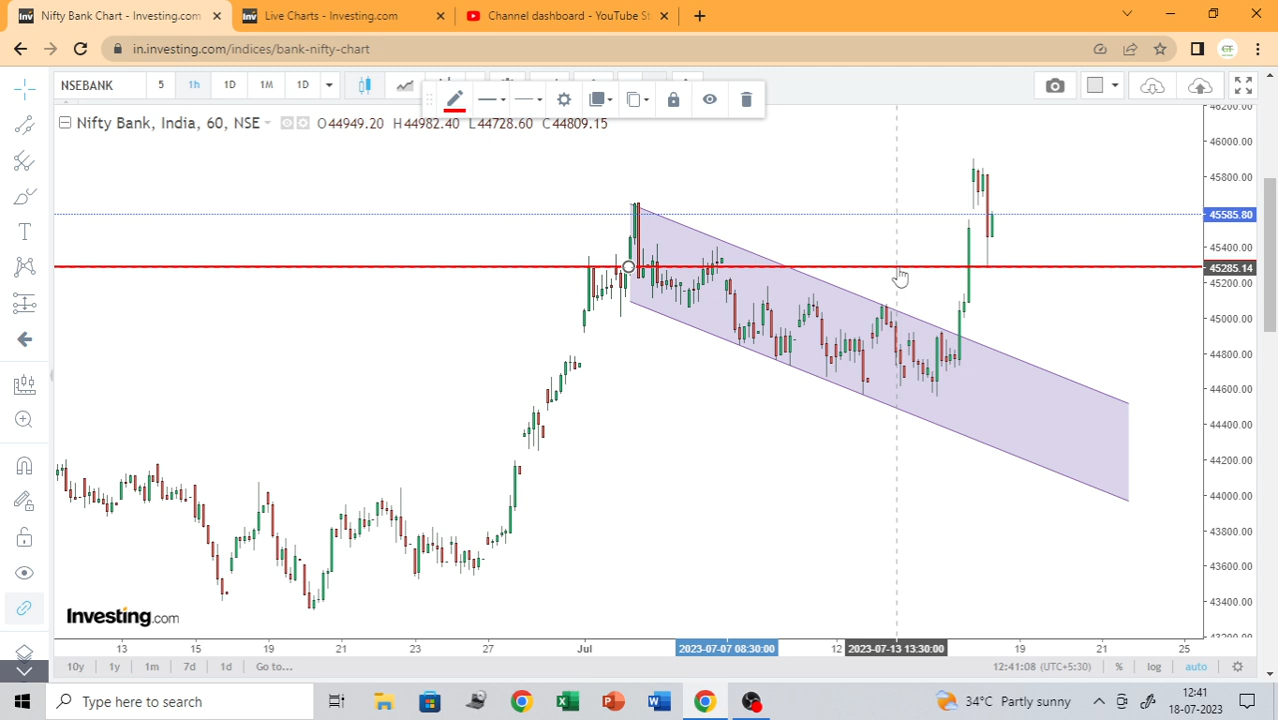 Nifty Bank Chart - Investing.com
Live Charts - Investing.com
Channel dashboard - YouTube St
in.investing.com/indices/bank-nifty-chart
NSEBANK 5 1h 1D 1M 1D
Nifty Bank, India, 60, NSE O44949.20 H44982.40 L44728.60 C44809.15
46200.00
46000.00
45800.00
45585.80
45400.00
45285.14
45200.00
45000.00
44800.00
44600.00
44400.00
44200.00
44000.00
43800.00
43600.00
43400.00
43200.00
Investing.com
13 15 19 21 23 27 Jul 2023-07-07 08:30:00 12 2023-07-13 13:30:00 19 21 25
10y 1y 1m 7d 1d Go to... 12:41:08 (UTC+5:30) % log auto
Type here to search 34°C Partly sunny 12:41
18-07-2023